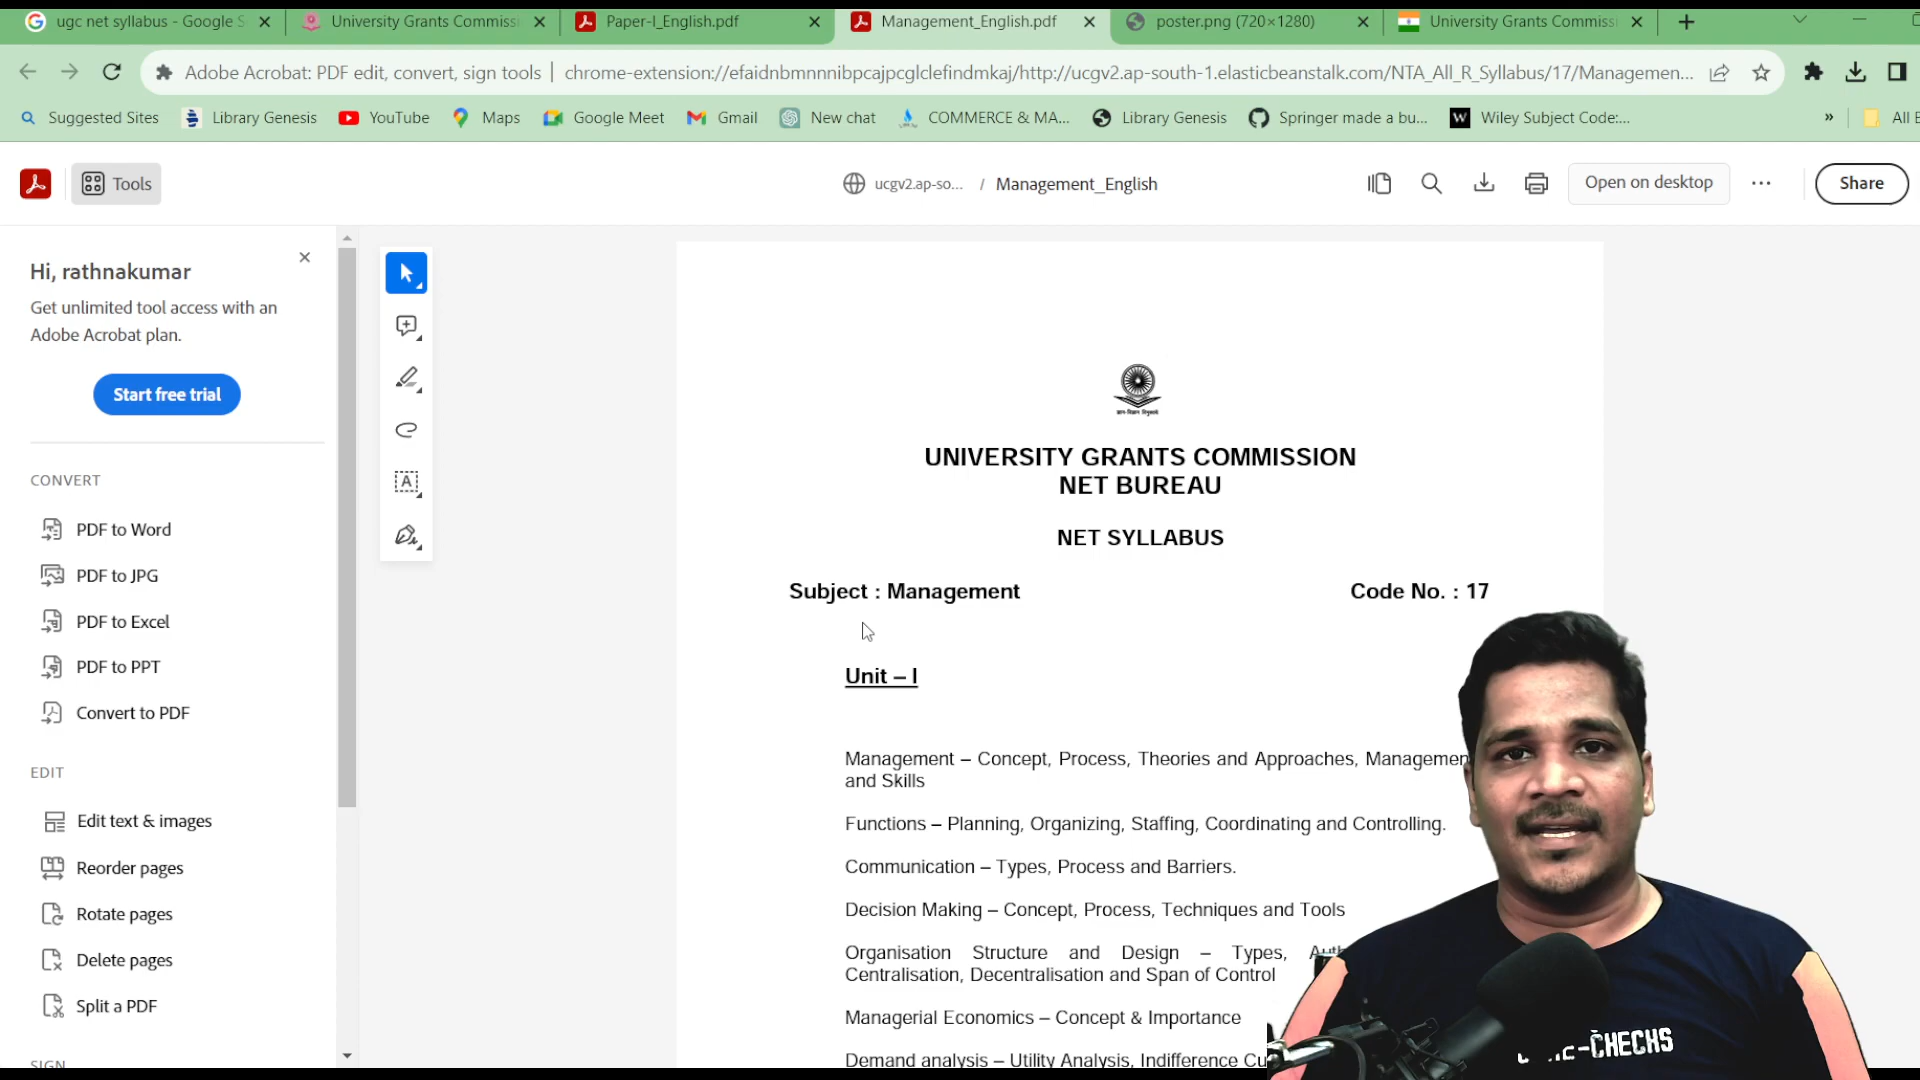 ugc net syllabus - Google S
University Grants Commissi
Paper-I_English.pdf
Management_English.pdf
poster.png (720×1280)
University Grants Commissi
Adobe Acrobat: PDF edit, convert, sign tools
chrome-extension://efaidnbmnnnibpcajpcglclefindmkaj/http://ucgv2.ap-south-1.elasticbeanstalk.com/NTA_All_R_Syllabus/17/Managemen...
Suggested Sites
Library Genesis
YouTube
Maps
Google Meet
Gmail
New chat
COMMERCE & MA...
Library Genesis
Springer made a bu...
Wiley Subject Code:...
»
All B
Tools
ucgv2.ap-so... / Management_English
Open on desktop
Share
Hi, rathnakumar
Get unlimited tool access with an
Adobe Acrobat plan.
Start free trial
CONVERT
PDF to Word
PDF to JPG
PDF to Excel
PDF to PPT
Convert to PDF
EDIT
Edit text & images
Reorder pages
Rotate pages
Delete pages
Split a PDF
SIGN
UNIVERSITY GRANTS COMMISSION
NET BUREAU
NET SYLLABUS
Subject : Management
Code No. : 17
Unit – I
Management – Concept, Process, Theories and Approaches, Managemen
and Skills
Functions – Planning, Organizing, Staffing, Coordinating and Controlling.
Communication – Types, Process and Barriers.
Decision Making – Concept, Process, Techniques and Tools
Organisation Structure and Design – Types, Auth
Centralisation, Decentralisation and Span of Control
Managerial Economics – Concept & Importance
Demand analysis – Utility Analysis, Indifference Cu
-CHECHS